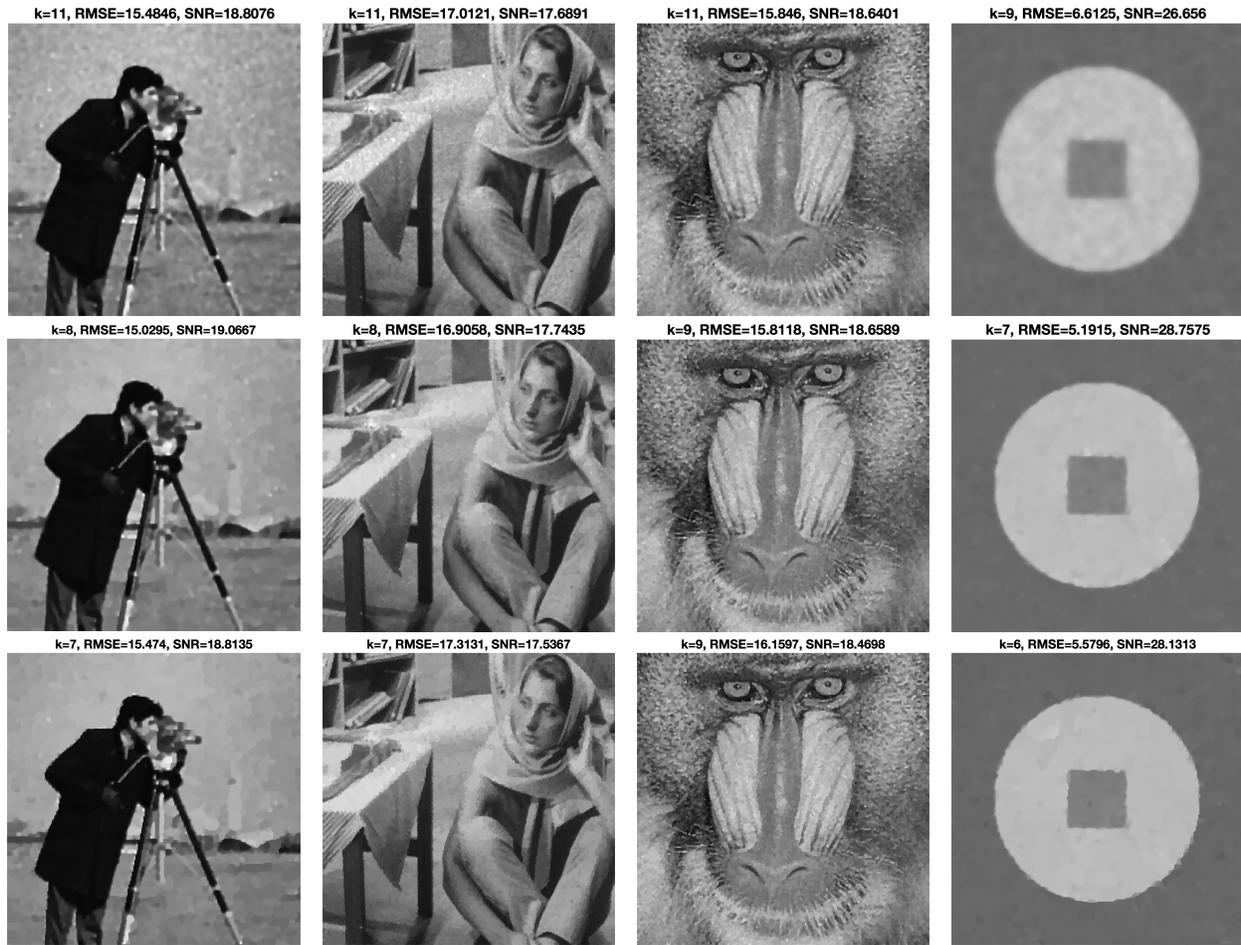 k=11, RMSE=15.4846, SNR=18.8076
k=11, RMSE=17.0121, SNR=17.6891
k=11, RMSE=15.846, SNR=18.6401
k=9, RMSE=6.6125, SNR=26.656
k=8, RMSE=15.0295, SNR=19.0667
k=8, RMSE=16.9058, SNR=17.7435
k=9, RMSE=15.8118, SNR=18.6589
k=7, RMSE=5.1915, SNR=28.7575
k=7, RMSE=15.474, SNR=18.8135
k=7, RMSE=17.3131, SNR=17.5367
k=9, RMSE=16.1597, SNR=18.4698
k=6, RMSE=5.5796, SNR=28.1313